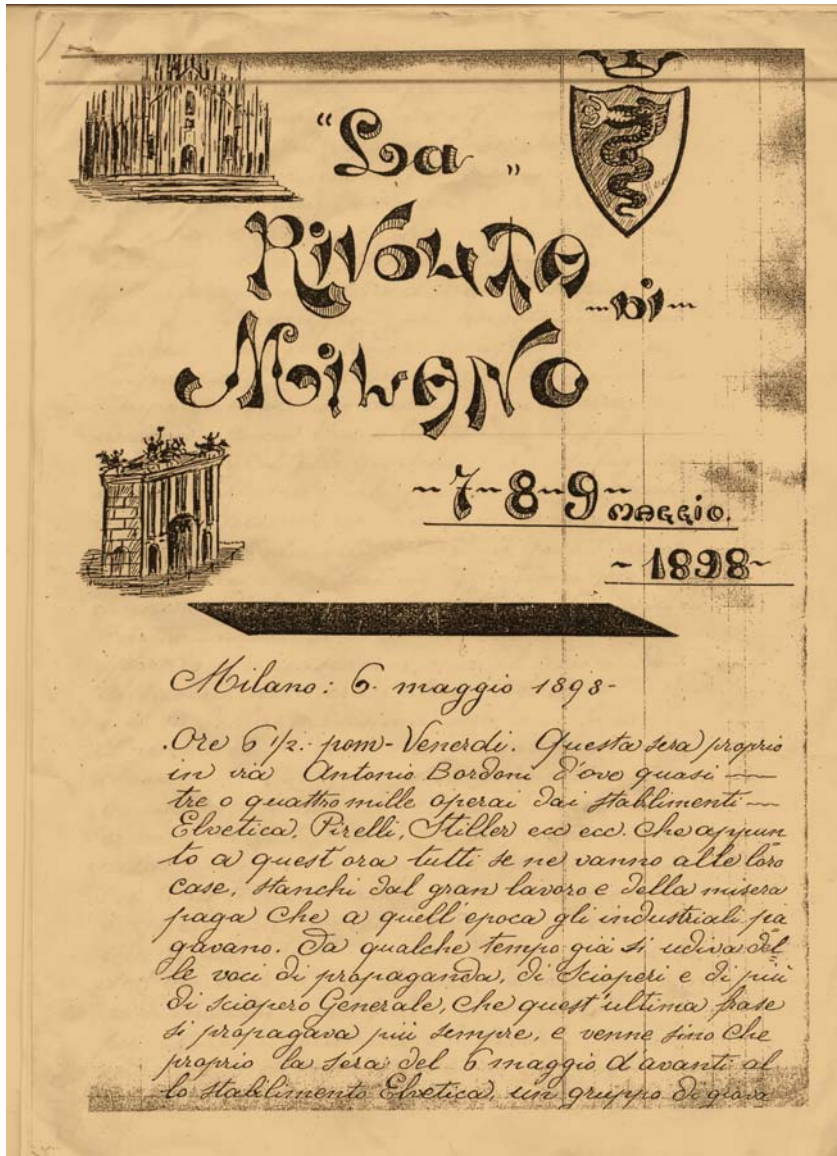 "La"
RIVOLTA
DI
MILANO
7-8-9 MAGGIO.
1898
Milano: 6. maggio 1898-
Ore 6 1/2. pom- Venerdi. Questa sera proprio
in via Antonio Bordoni d'ove quasi
tre o quattro mille operai dai stablimenti
Elvetica, Pirelli, Stiller ecc ecc. Che appun
to a quest'ora tutti se ne vanno alle loro
case, stanchi dal gran lavoro e della misera
paga che a quell'epoca gli industriali pa
gavano. Da qualche tempo già si udiva del
le voci di propaganda, di Scioperi e di più
di sciopero Generale, che quest'ultima frase
si propagava più sempre, e venne sino che
proprio la sera del 6 maggio d'avanti al
lo stablimento Elvetica, un gruppo di giova